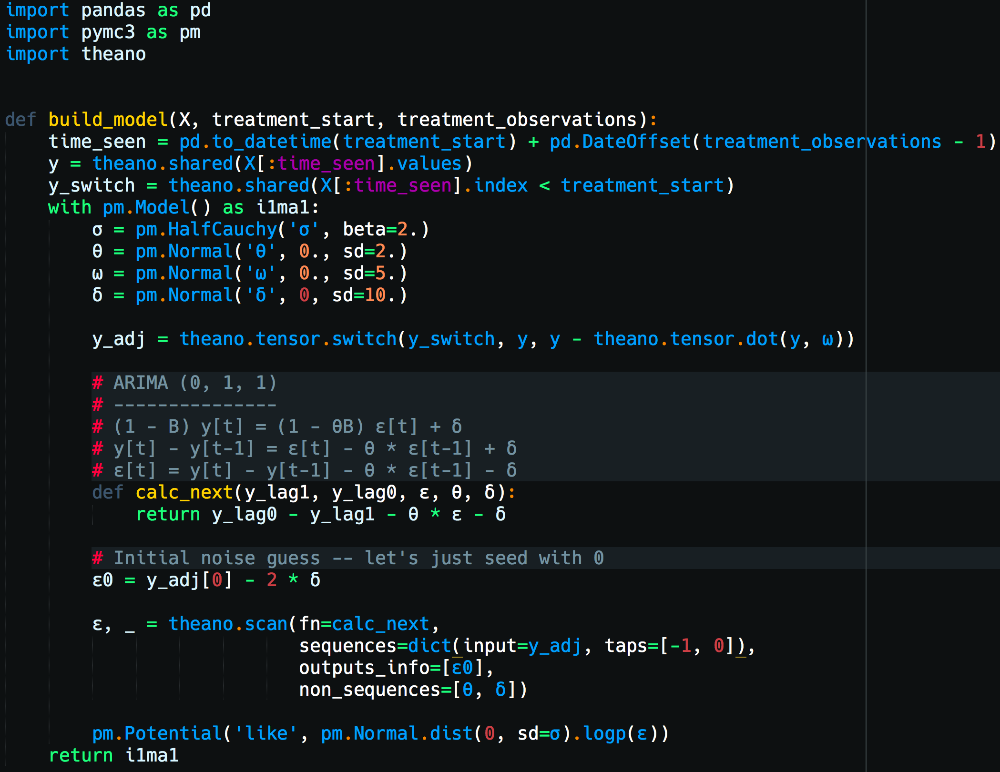 import pandas as pd
import pymc3 as pm
import theano
def build_model(X, treatment_start, treatment_observations):
    time_seen = pd.to_datetime(treatment_start) + pd.DateOffset(treatment_observations - 1)
    y = theano.shared(X[:time_seen].values)
    y_switch = theano.shared(X[:time_seen].index < treatment_start)
    with pm.Model() as i1ma1:
        σ = pm.HalfCauchy('σ', beta=2.)
        θ = pm.Normal('θ', 0., sd=2.)
        ω = pm.Normal('ω', 0., sd=5.)
        δ = pm.Normal('δ', 0, sd=10.)
        y_adj = theano.tensor.switch(y_switch, y, y - theano.tensor.dot(y, ω))
        # ARIMA (0, 1, 1)
        # ---------------
        # (1 - B) y[t] = (1 - θB) ε[t] + δ
        # y[t] - y[t-1] = ε[t] - θ * ε[t-1] + δ
        # ε[t] = y[t] - y[t-1] - θ * ε[t-1] - δ
        def calc_next(y_lag1, y_lag0, ε, θ, δ):
            return y_lag0 - y_lag1 - θ * ε - δ
        # Initial noise guess -- let's just seed with 0
        ε0 = y_adj[0] - 2 * δ
        ε, _ = theano.scan(fn=calc_next,
                           sequences=dict(input=y_adj, taps=[-1, 0]),
                           outputs_info=[ε0],
                           non_sequences=[θ, δ])
        pm.Potential('like', pm.Normal.dist(0, sd=σ).logp(ε))
    return i1ma1